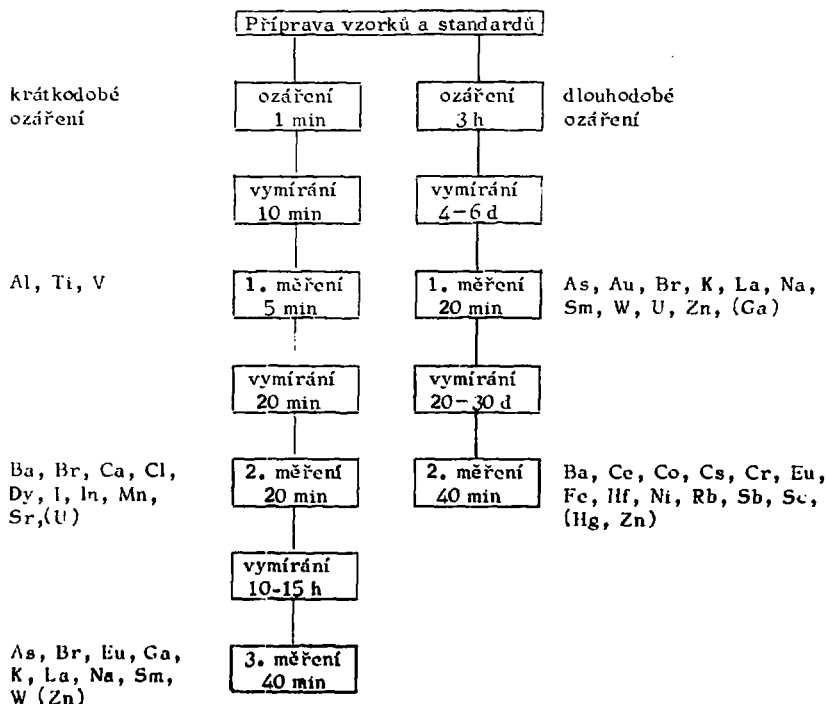 Příprava vzorků a standardů
krátkodobé
ozáření
ozáření
1 min
ozáření
3 h
dlouhodobé
ozáření
vymírání
10 min
vymírání
4-6 d
Al, Ti, V
1. měření
5 min
1. měření
20 min
As, Au, Br, K, La, Na,
Sm, W, U, Zn, (Ga)
vymírání
20 min
vymírání
20-30 d
Ba, Br, Ca, Cl,
Dy, I, In, Mn,
Sr,(U)
2. měření
20 min
2. měření
40 min
Ba, Ce, Co, Cs, Cr, Eu,
Fe, Hf, Ni, Rb, Sb, Sc,
(Hg, Zn)
vymírání
10-15 h
As, Br, Eu, Ga,
K, La, Na, Sm,
W (Zn)
3. měření
40 min